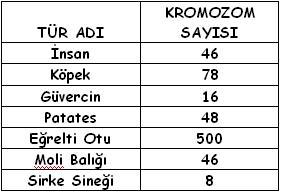 TÜR ADI KROMOZOM SAYISI
İnsan 46
Köpek 78
Güvercin 16
Patates 48
Eğrelti Otu 500
Moli Balığı 46
Sirke Sineği 8